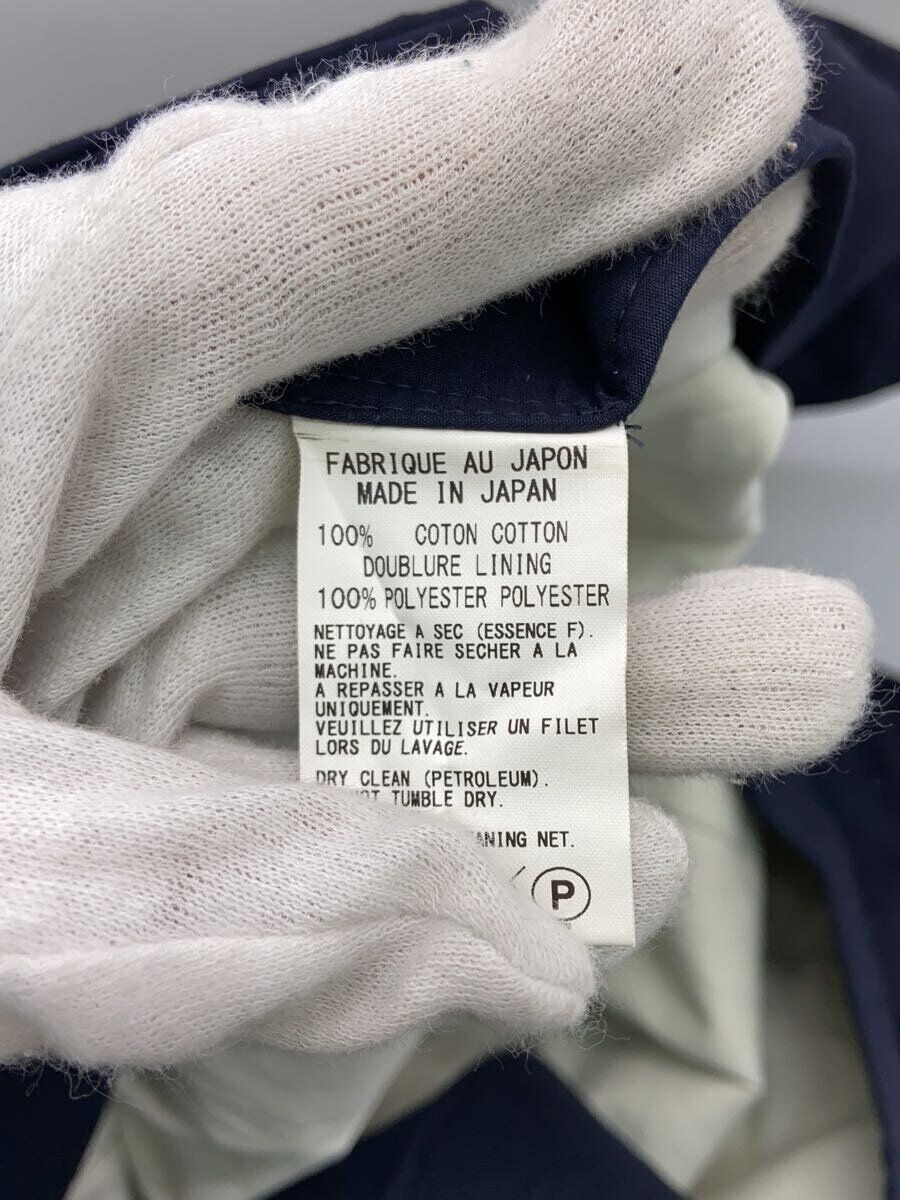 FABRIQUE AU JAPON
MADE IN JAPAN
100% COTON COTTON
DOUBLURE LINING
100% POLYESTER POLYESTER
NETTOYAGE A SEC (ESSENCE F).
NE PAS FAIRE SECHER A LA
MACHINE.
A REPASSER A LA VAPEUR
UNIQUEMENT.
VEUILLEZ UTILISER UN FILET
LORS DU LAVAGE.
DRY CLEAN (PETROLEUM).
TUMBLE DRY.
NET.
P